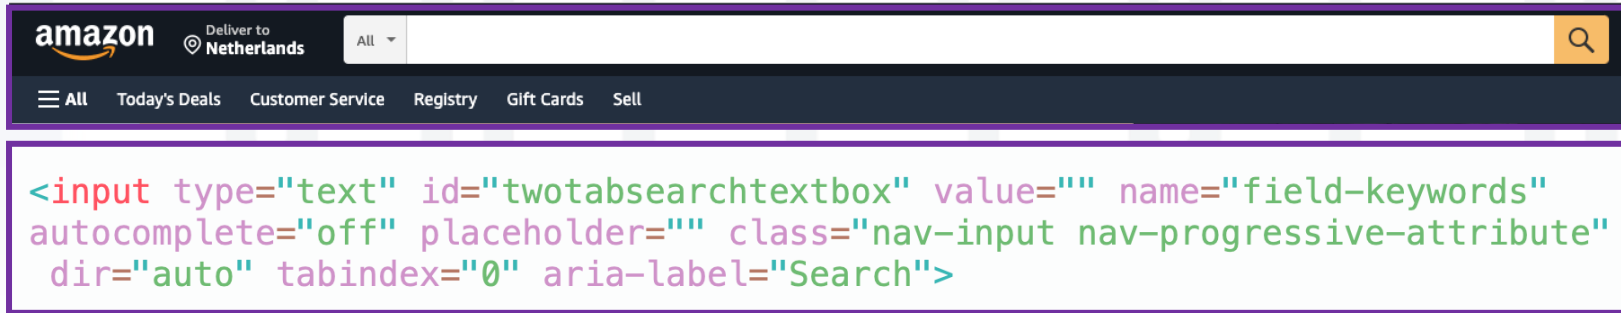 amazon
Deliver to
Netherlands
All
All Today's Deals Customer Service Registry Gift Cards Sell
<input type="text" id="twotabsearchtextbox" value="" name="field-keywords"
autocomplete="off" placeholder="" class="nav-input nav-progressive-attribute"
dir="auto" tabindex="0" aria-label="Search">